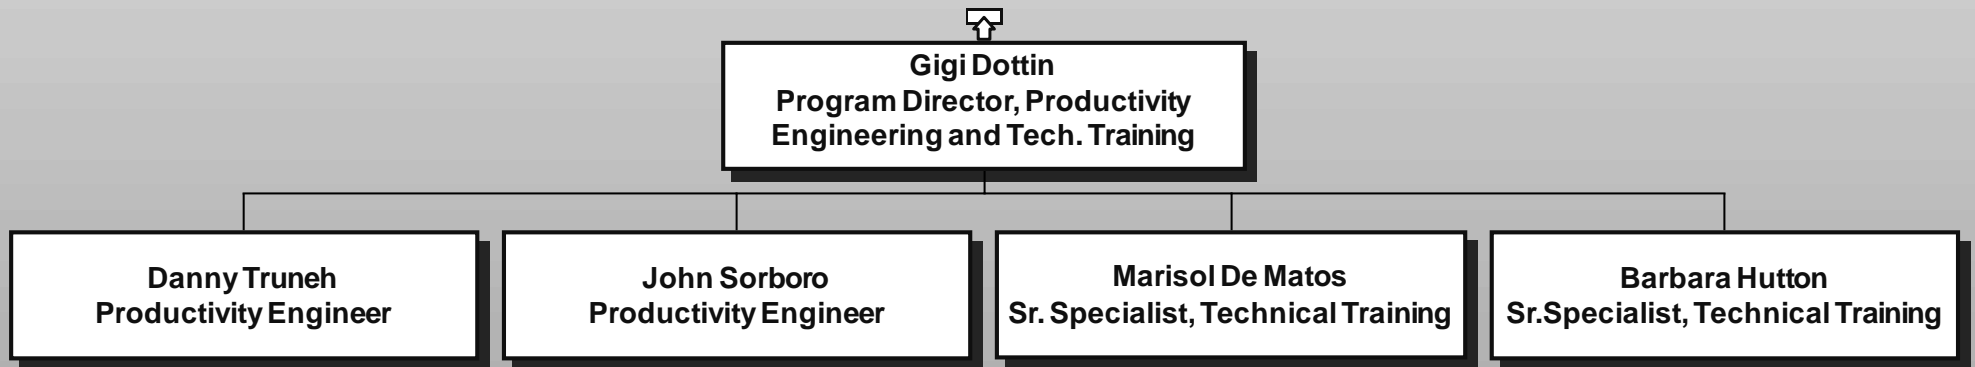 Gigi Dottin
Program Director, Productivity
Engineering and Tech. Training
Danny Truneh
Productivity Engineer
John Sorboro
Productivity Engineer
Marisol De Matos
Sr. Specialist, Technical Training
Barbara Hutton
Sr.Specialist, Technical Training